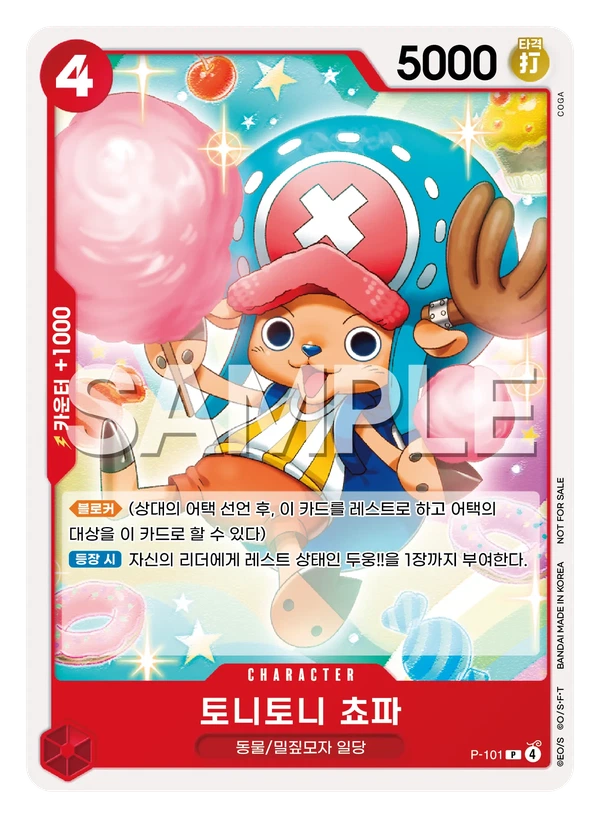 4
5000
타격
打
COGA
⚡카운터 +1000
SAMPLE
블로커 (상대의 어택 선언 후, 이 카드를 레스트로 하고 어택의
대상을 이 카드로 할 수 있다)
등장 시 자신의 리더에게 레스트 상태인 두웅!!을 1장까지 부여한다.
CHARACTER
토니토니 쵸파
동물/밀짚모자 일당
P-101 P 4
©EO/S ©O/S·F·T BANDAI MADE IN KOREA NOT FOR SALE